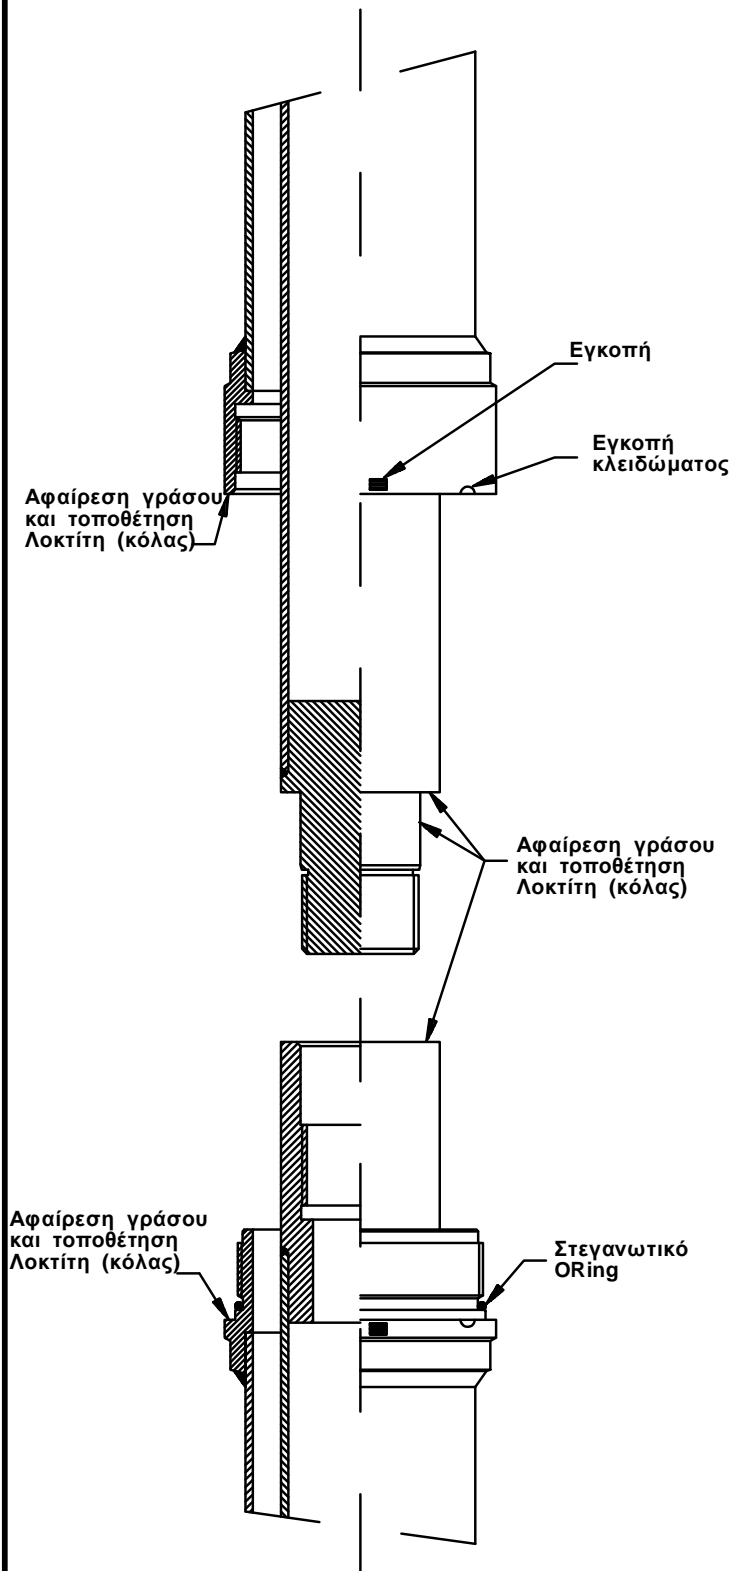 Εγκοπή
Εγκοπή
κλειδώματος
Αφαίρεση γράσου
και τοποθέτηση
Λοκτίτη (κόλας)
Αφαίρεση γράσου
και τοποθέτηση
Λοκτίτη (κόλας)
Αφαίρεση γράσου
και τοποθέτηση
Λοκτίτη (κόλας)
Στεγανωτικό
ORing